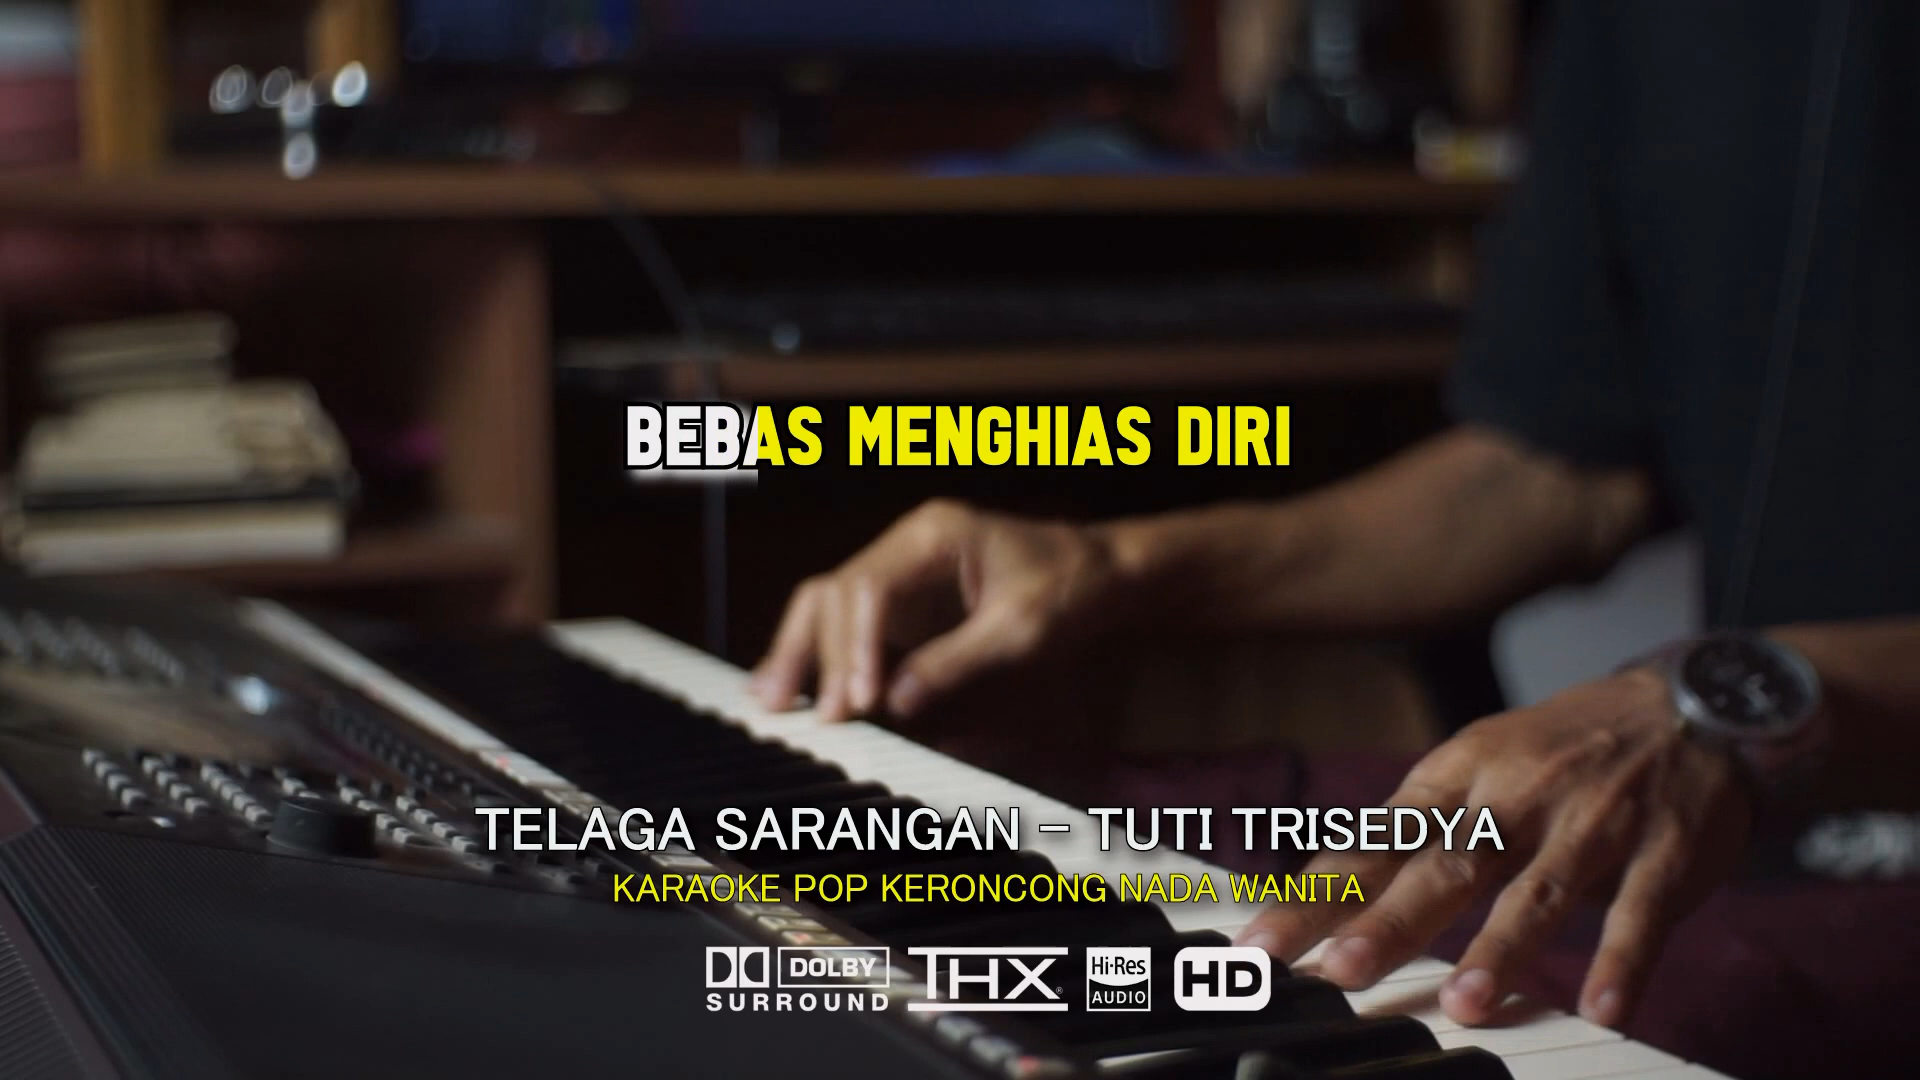 BEBAS MENGHIAS DIRI
TELAGA SARANGAN – TUTI TRISEDYA
KARAOKE POP KERONCONG NADA WANITA
DOLBY SURROUND
THX
Hi-Res AUDIO
HD